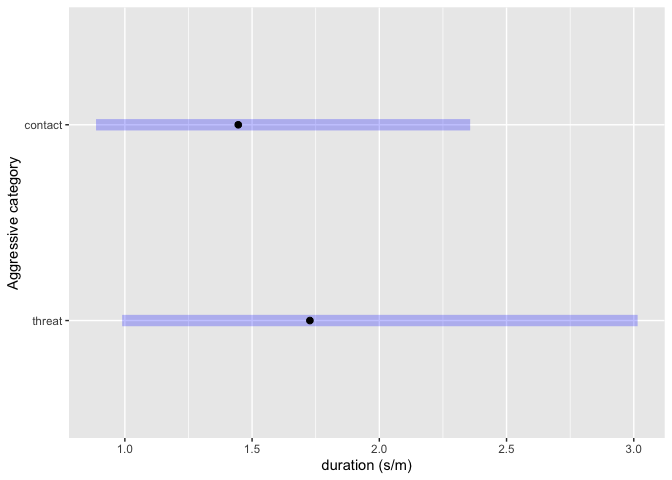 contact
threat
Aggressive category
1.0 1.5 2.0 2.5 3.0
duration (s/m)